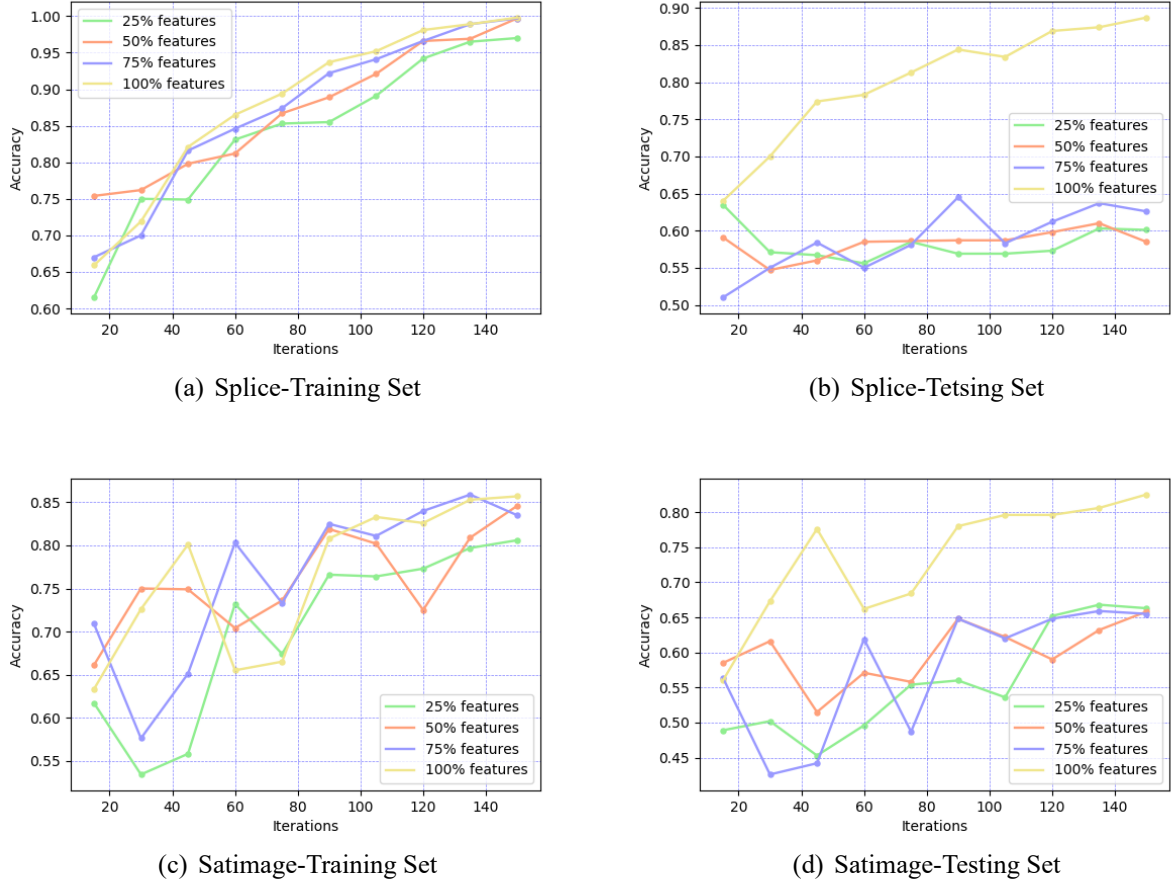 1.00
0.95
0.90
0.85
0.80
0.75
0.70
0.65
0.60
Accuracy
25% features
50% features
75% features
100% features
20 40 60 80 100 120 140
Iterations
(a) Splice-Training Set
0.90
0.85
0.80
0.75
0.70
0.65
0.60
0.55
0.50
Accuracy
25% features
50% features
75% features
100% features
20 40 60 80 100 120 140
Iterations
(b) Splice-Tetsing Set
0.85
0.80
0.75
0.70
0.65
0.60
0.55
Accuracy
25% features
50% features
75% features
100% features
20 40 60 80 100 120 140
Iterations
(c) Satimage-Training Set
0.80
0.75
0.70
0.65
0.60
0.55
0.50
0.45
Accuracy
25% features
50% features
75% features
100% features
20 40 60 80 100 120 140
Iterations
(d) Satimage-Testing Set